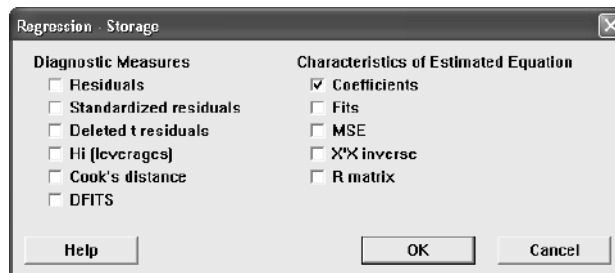 Regression - Storage
Diagnostic Measures
Residuals
Standardized residuals
Deleted t residuals
Hi (leverages)
Cook's distance
DFITS
Characteristics of Estimated Equation
Coefficients
Fits
MSE
X'X inverse
R matrix
Help
OK
Cancel